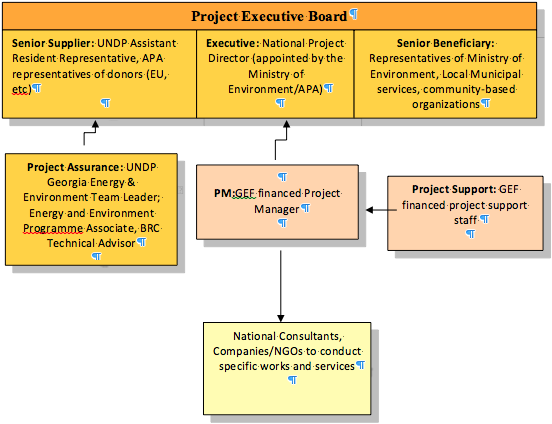 Project Executive Board¶
Senior Supplier: UNDP Assistant
Resident Representative, APA
representatives of donors (EU,
etc)¶
¶
Executive: National Project
Director (appointed by the
Ministry of
Environment/APA)¶
¶
Senior Beneficiary:
Representatives of Ministry of
Environment, Local Municipal
services, community-based
organizations¶
Project Assurance: UNDP
Georgia Energy &
Environment Team Leader;
Energy and Environment
Programme Associate, BRC
Technical Advisor
¶
¶
¶
PM:GEF financed Project
Manager
¶
¶
Project Support: GEF
financed project support
staff
¶
National Consultants,
Companies/NGOs to conduct
specific works and services¶
¶
¶